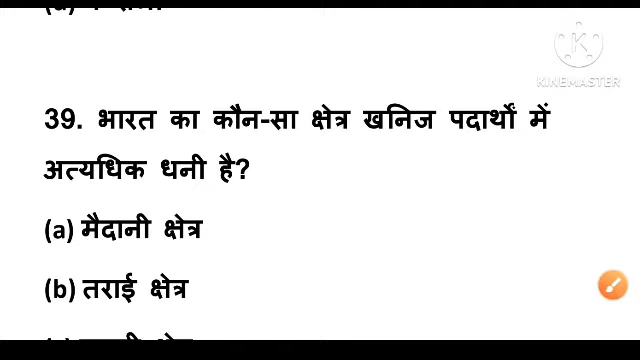 KINEMASTER
39. भारत का कौन-सा क्षेत्र खनिज पदार्थों में
अत्यधिक धनी है?
(a) मैदानी क्षेत्र
(b) तराई क्षेत्र